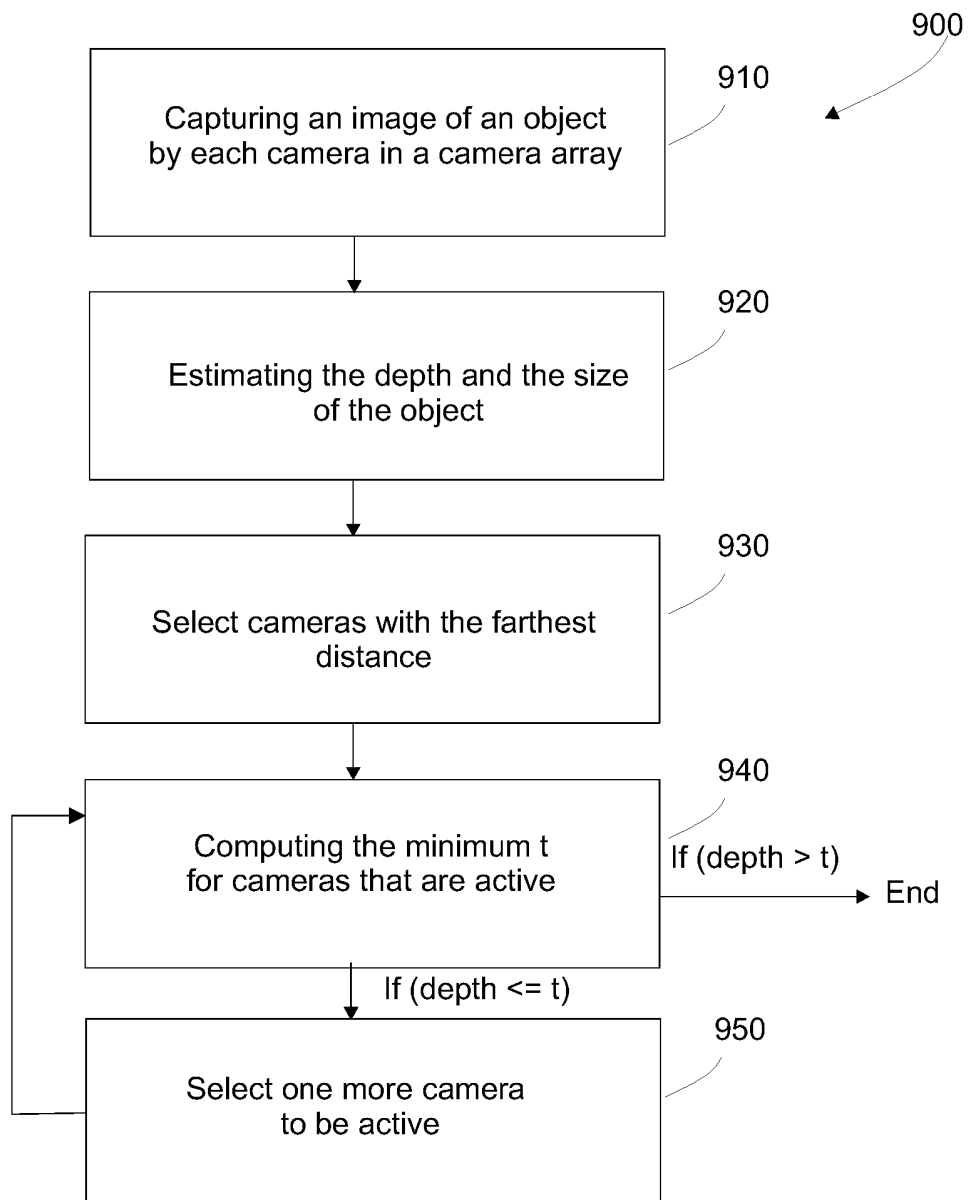 900
910
Capturing an image of an object
by each camera in a camera array
920
Estimating the depth and the size
of the object
930
Select cameras with the farthest
distance
940
Computing the minimum t
for cameras that are active
If (depth > t)
End
If (depth <= t)
950
Select one more camera
to be active